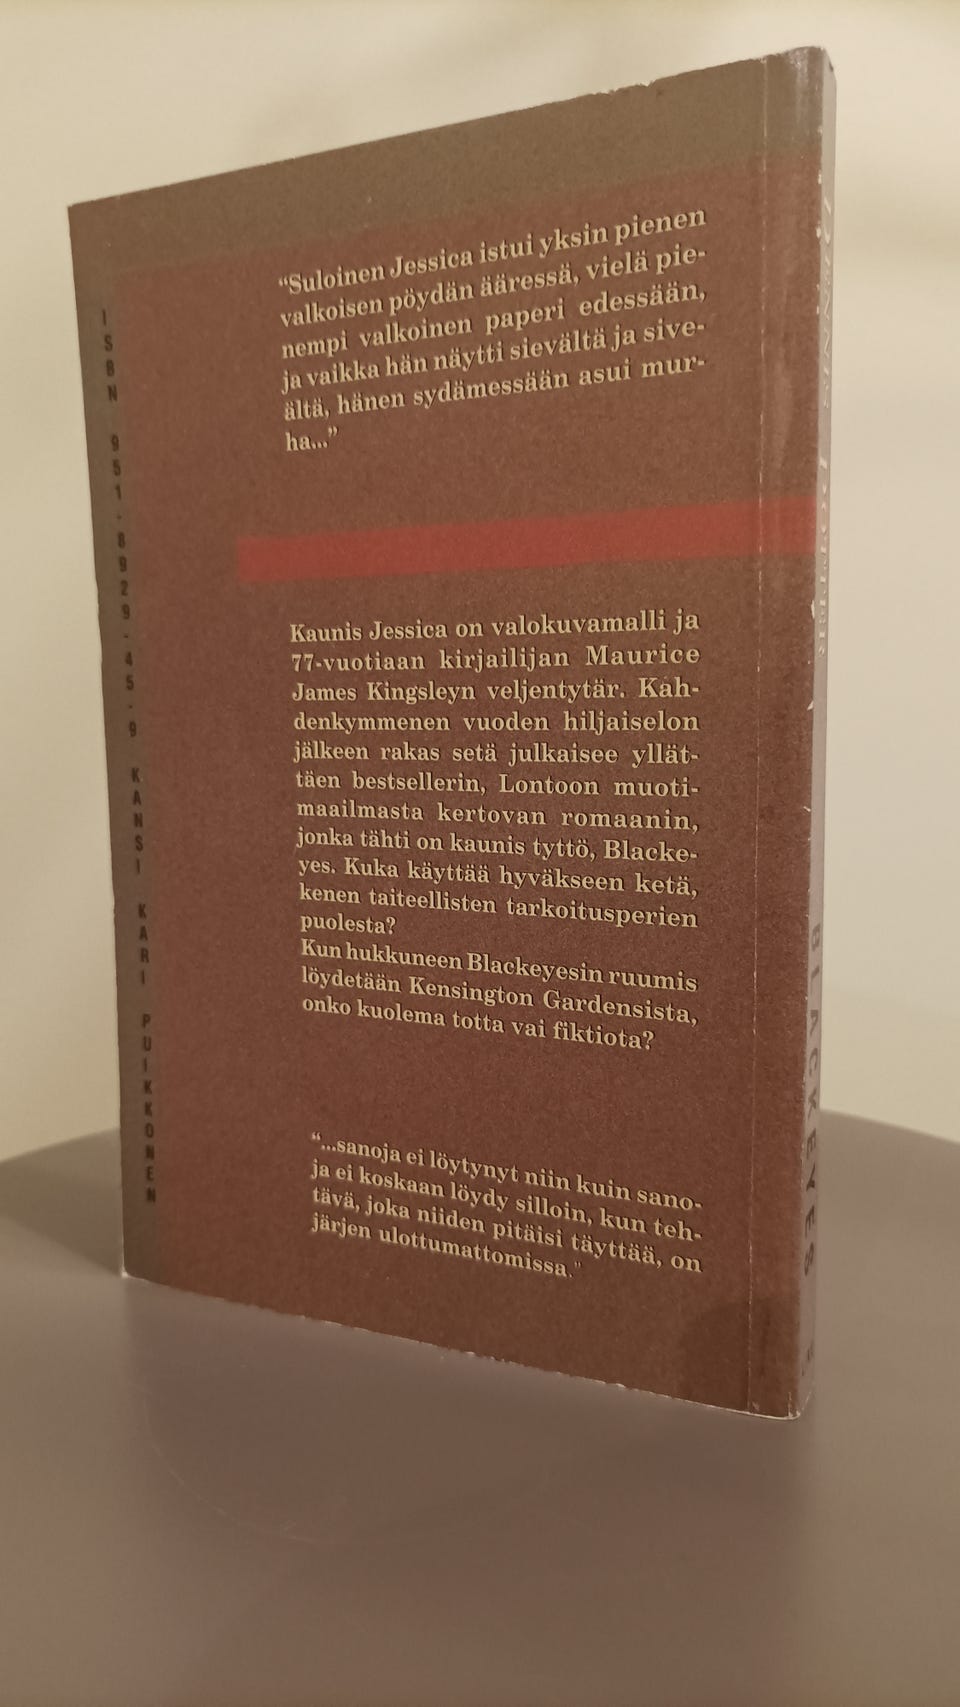 “Suloinen Jessica istui yksin pienen
valkoisen pöydän ääressä, vielä pie-
nempi valkoinen paperi edessään,
ja vaikka hän näytti sievältä ja sive-
ältä, hänen sydämessään asui mur-
ha...”
Kaunis Jessica on valokuvamalli ja
77-vuotiaan kirjailijan Maurice
James Kingsleyn veljentytär. Kah-
denkymmenen vuoden hiljaiselon
jälkeen rakas setä julkaisee yllät-
täen bestsellerin, Lontoon muoti-
maailmasta kertovan romaanin,
jonka tähti on kaunis tyttö, Blacke-
yes. Kuka käyttää hyväkseen ketä,
kenen taiteellisten tarkoitusperien
puolesta?
Kun hukkuneen Blackeyesin ruumis
löydetään Kensington Gardensista,
onko kuolema totta vai fiktiota?
“...sanoja ei löytynyt niin kuin sano-
ja ei koskaan löydy silloin, kun teh-
tävä, joka niiden pitäisi täyttää, on
järjen ulottumattomissa.”
ISBN 951-8929-45-9 KANSI KARI PUIKKONEN
DENNIS POTTER
BLACKEYES